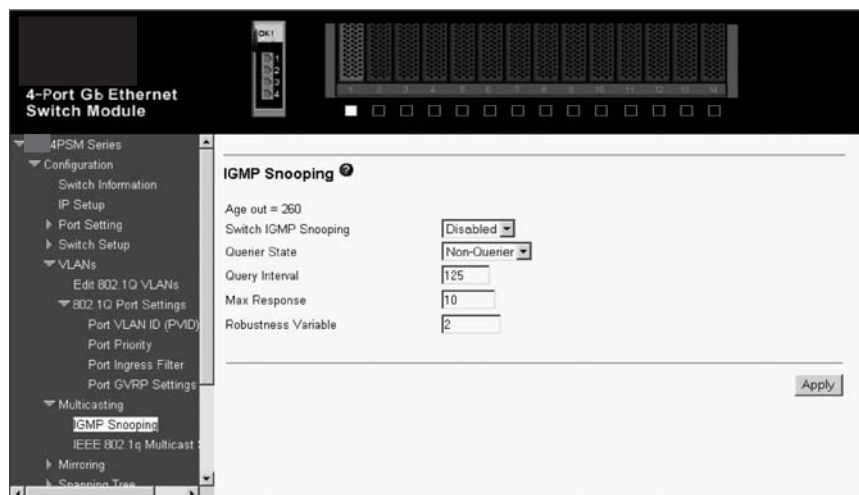 OK!
1
2
3
4
1 2 3 4 5 6 7 8 9 10 11 12 13 14
4-Port Gb Ethernet
Switch Module
4PSM Series
Configuration
Switch Information
IP Setup
Port Setting
Switch Setup
VLANs
Edit 802.1Q VLANs
802.1Q Port Settings
Port VLAN ID (PVID)
Port Priority
Port Ingress Filter
Port GVRP Settings
Multicasting
IGMP Snooping
IEEE 802.1q Multicast
Mirroring
Spanning Tree
IGMP Snooping ?
Age out = 260
Switch IGMP Snooping Disabled
Querier State Non-Querier
Query Interval 125
Max Response 10
Robustness Variable 2
Apply